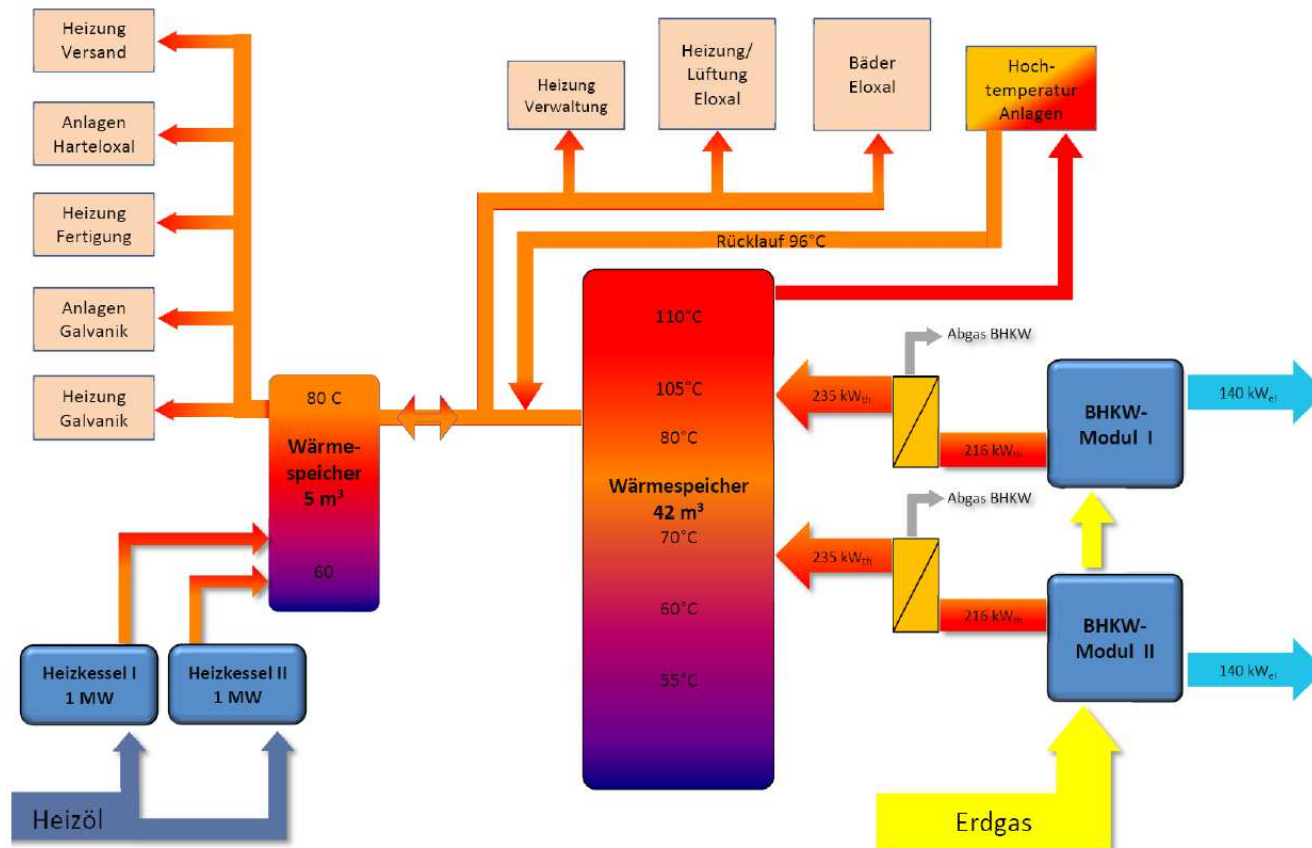 Heizung
Versand
Anlagen
Harteloxal
Heizung
Fertigung
Anlagen
Galvanik
Heizung
Galvanik
Heizung
Verwaltung
Heizung/
Lüftung
Eloxal
Bäder
Eloxal
Hoch-
temperatur
Anlagen
Rücklauf 96°C
80 C
Wärme-
speicher
5 m³
60
110°C
105°C
80°C
Wärmespeicher
42 m³
70°C
60°C
55°C
Abgas BHKW
235 kWth
216 kWth
BHKW-
Modul I
140 kWel
Abgas BHKW
235 kWth
216 kWth
BHKW-
Modul II
140 kWel
Heizkessel I
1 MW
Heizkessel II
1 MW
Heizöl
Erdgas